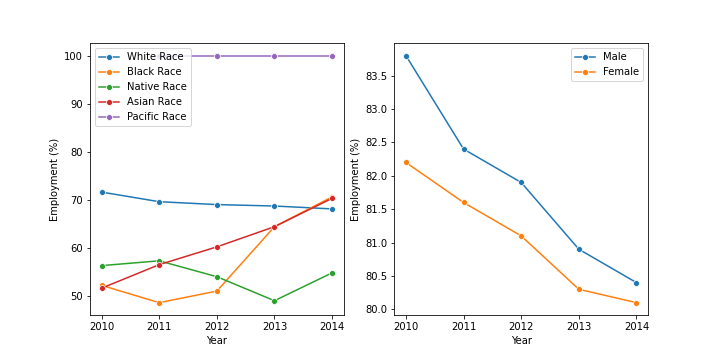 100
90
80
70
60
50
Employment (%)
White Race
Black Race
Native Race
Asian Race
Pacific Race
2010 2011 2012 2013 2014
Year
83.5
83.0
82.5
82.0
81.5
81.0
80.5
80.0
Employment (%)
Male
Female
2010 2011 2012 2013 2014
Year